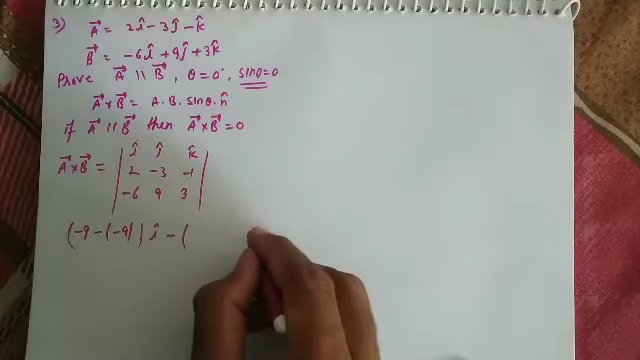 3) A⃗ = 2î - 3ĵ - k̂
B⃗ = -6î + 9ĵ + 3k̂
Prove A⃗ || B⃗, θ = 0°, sinθ = 0
A⃗ × B⃗ = A. B. sinθ. n̂
if A⃗ || B⃗ then A⃗ × B⃗ = 0
A⃗ × B⃗ = | î ĵ k̂ |
| 2 -3 -1 |
| -6 9 3 |
(-9 - (-9)) î - (